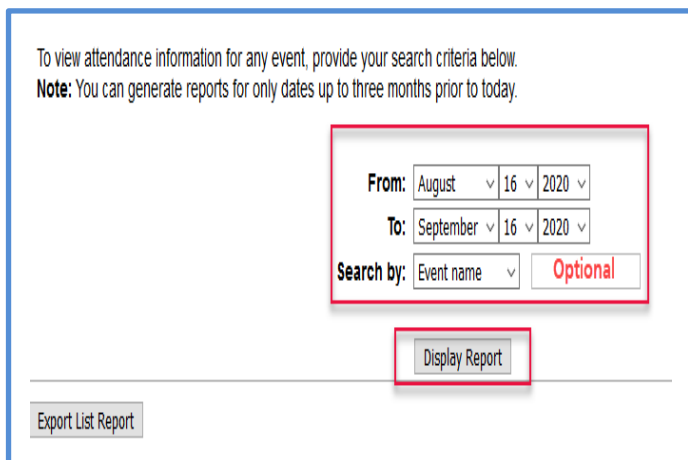 To view attendance information for any event, provide your search criteria below.
Note: You can generate reports for only dates up to three months prior to today.
From: August 16 2020
To: September 16 2020
Search by: Event name Optional
Display Report
Export List Report